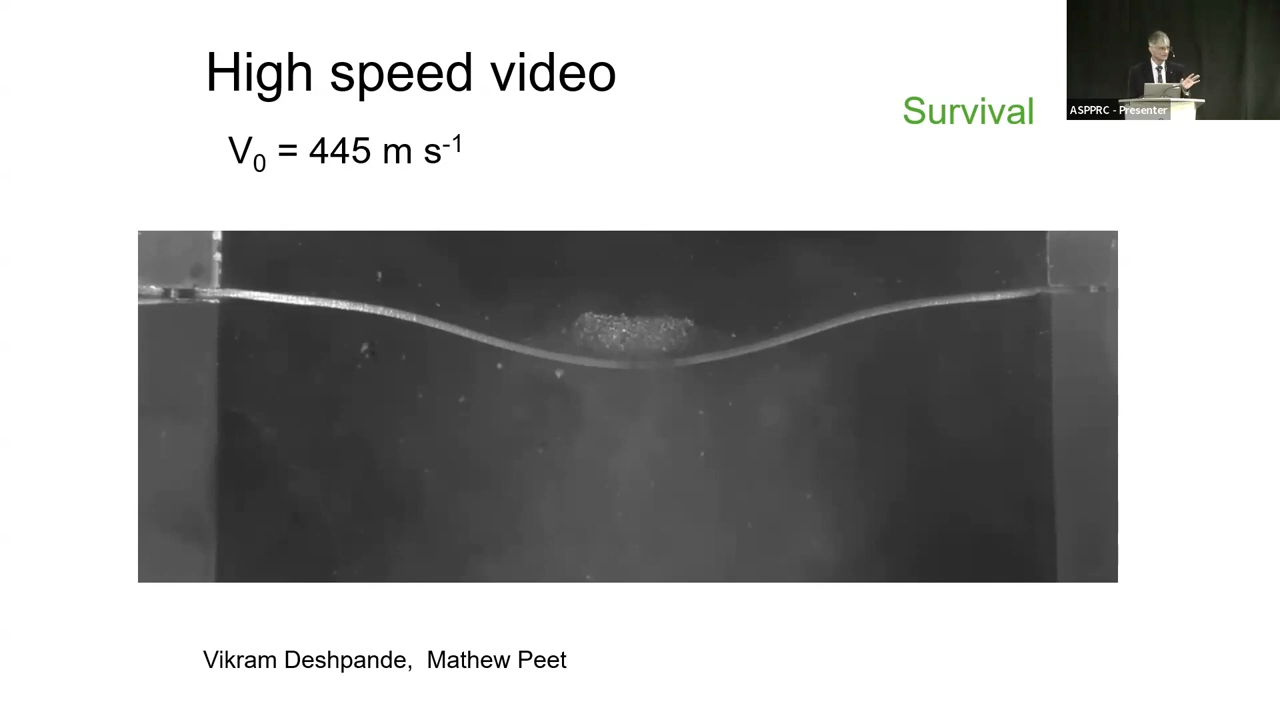 High speed video
Survival
V₀ = 445 m s⁻¹
ASPPRC - Presenter
Vikram Deshpande,  Mathew Peet